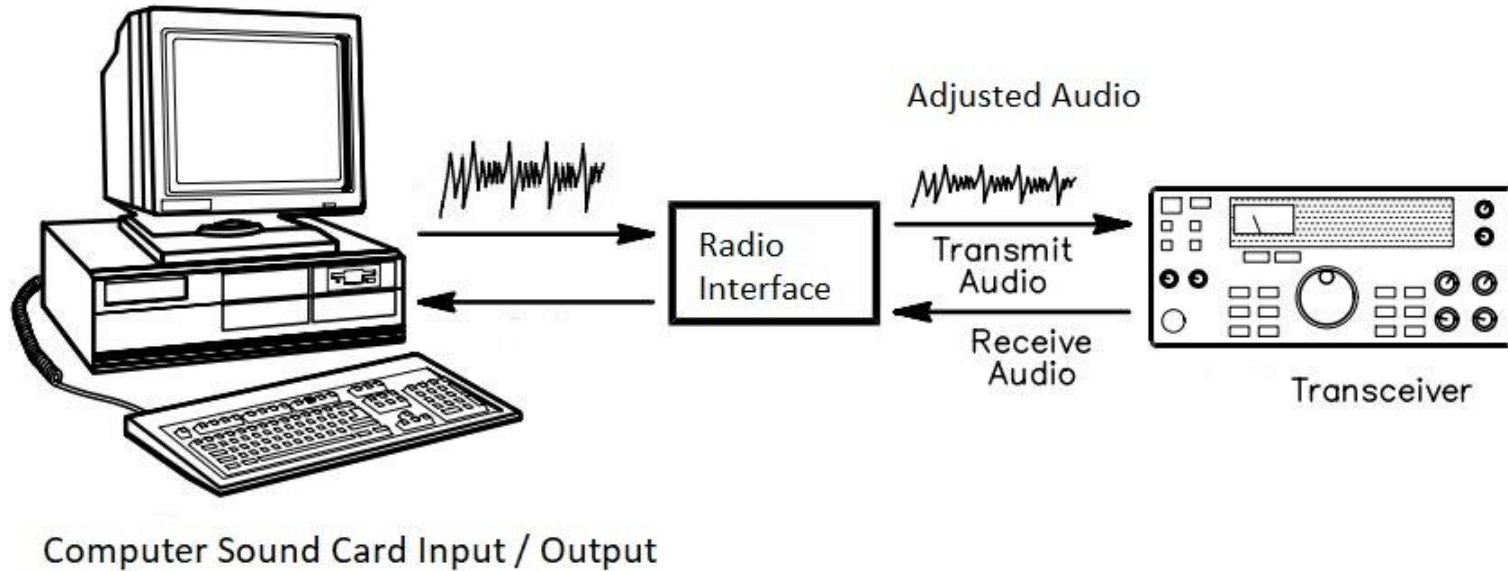 Adjusted Audio
Radio
Interface
Transmit
Audio
Receive
Audio
Transceiver
Computer Sound Card Input / Output